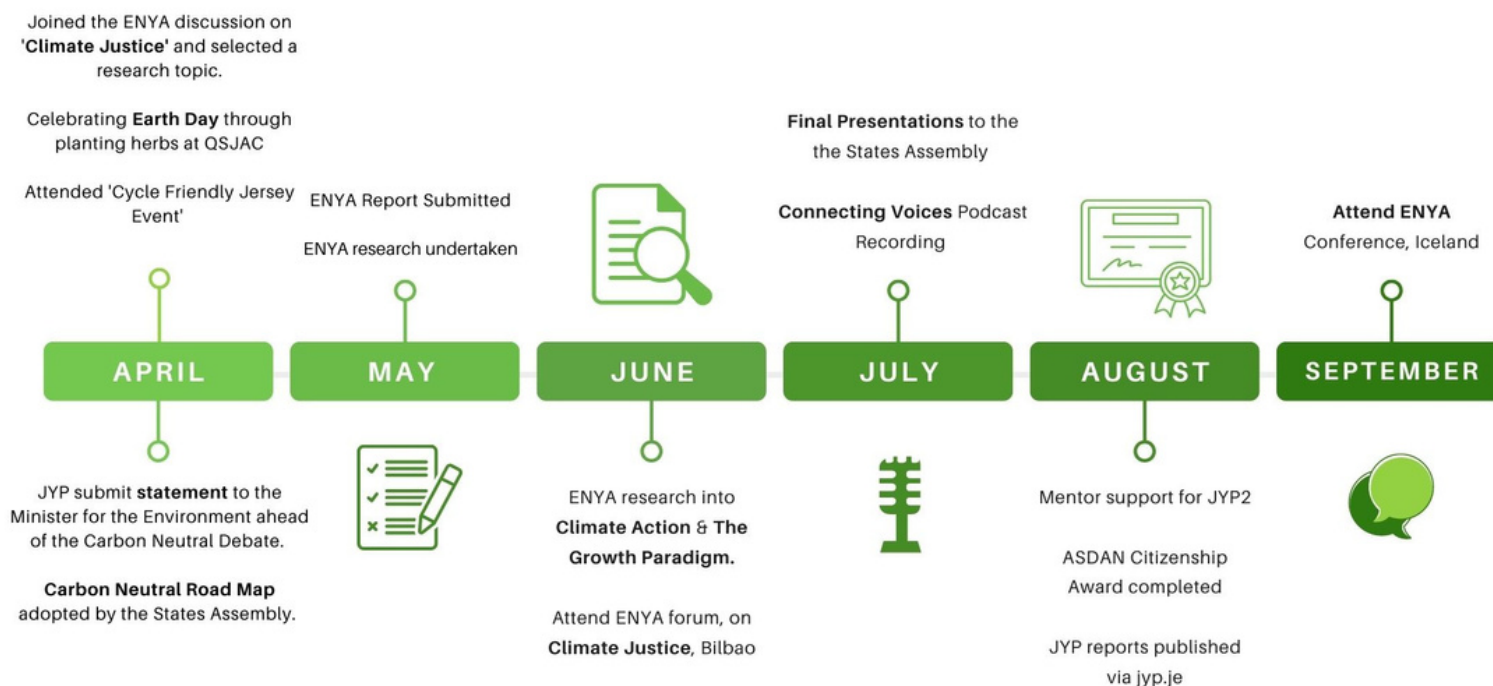 Joined the ENYA discussion on
'Climate Justice' and selected a
research topic.
Celebrating Earth Day through
planting herbs at QSJAC
Attended 'Cycle Friendly Jersey
Event'
ENYA Report Submitted
ENYA research undertaken
Final Presentations to the
the States Assembly
Connecting Voices Podcast
Recording
Attend ENYA
Conference, Iceland
APRIL
MAY
JUNE
JULY
AUGUST
SEPTEMBER
JYP submit statement to the
Minister for the Environment ahead
of the Carbon Neutral Debate.
Carbon Neutral Road Map
adopted by the States Assembly.
ENYA research into
Climate Action & The
Growth Paradigm.
Attend ENYA forum, on
Climate Justice, Bilbao
Mentor support for JYP2
ASDAN Citizenship
Award completed
JYP reports published
via jyp.je